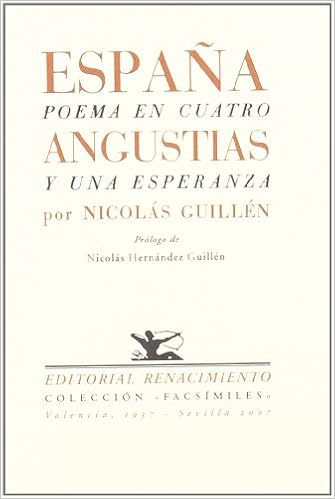 ESPAÑA
POEMA EN CUATRO
ANGUSTIAS
Y UNA ESPERANZA
por NICOLÁS GUILLÉN
Prólogo de
Nicolás Hernández Guillén
EDITORIAL RENACIMIENTO
COLECCIÓN «FACSÍMILES»
Valencia, 1937 - Sevilla 2007